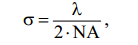 σ = λ / (2·NA),